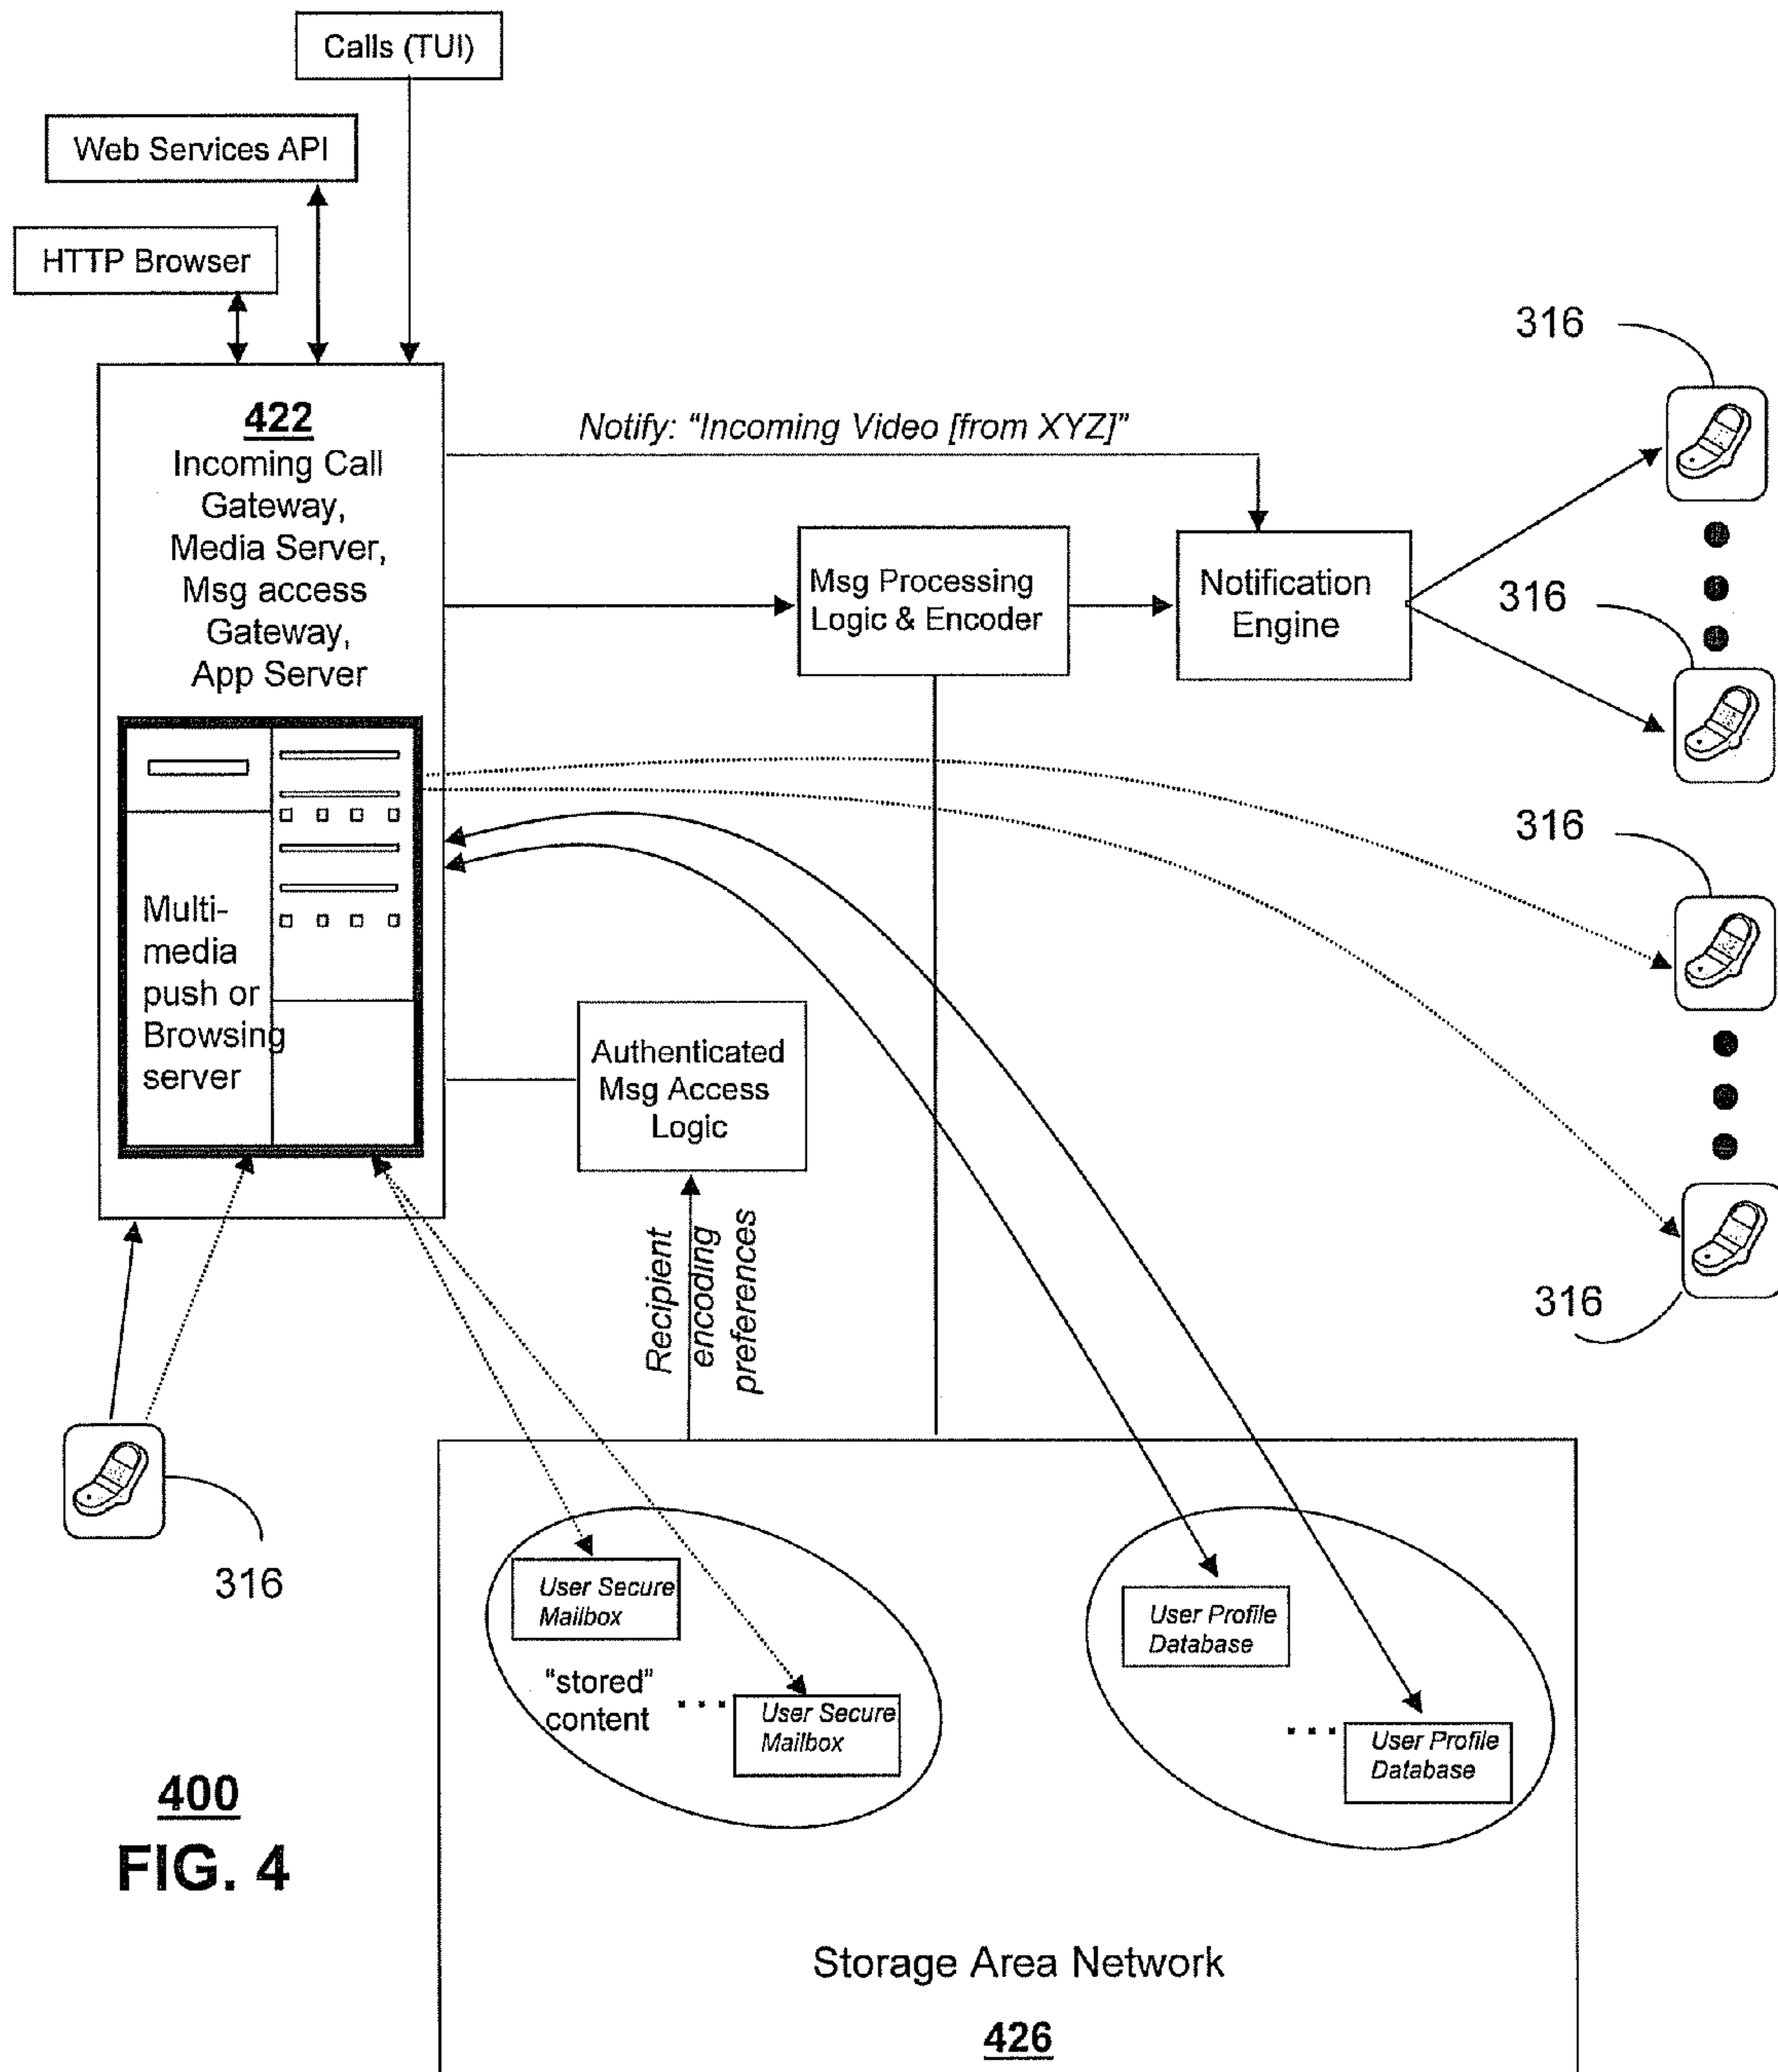 Calls (TUI)
Web Services API
HTTP Browser
422
Incoming Call
Gateway,
Media Server,
Msg access
Gateway,
App Server
Multi-
media
push or
Browsing
server
Notify: “Incoming Video [from XYZ]”
Msg Processing
Logic & Encoder
Notification
Engine
316
316
316
316
Authenticated
Msg Access
Logic
Recipient
encoding
preferences
316
User Secure
Mailbox
“stored”
content
...
User Secure
Mailbox
User Profile
Database
...
User Profile
Database
400
FIG. 4
Storage Area Network
426